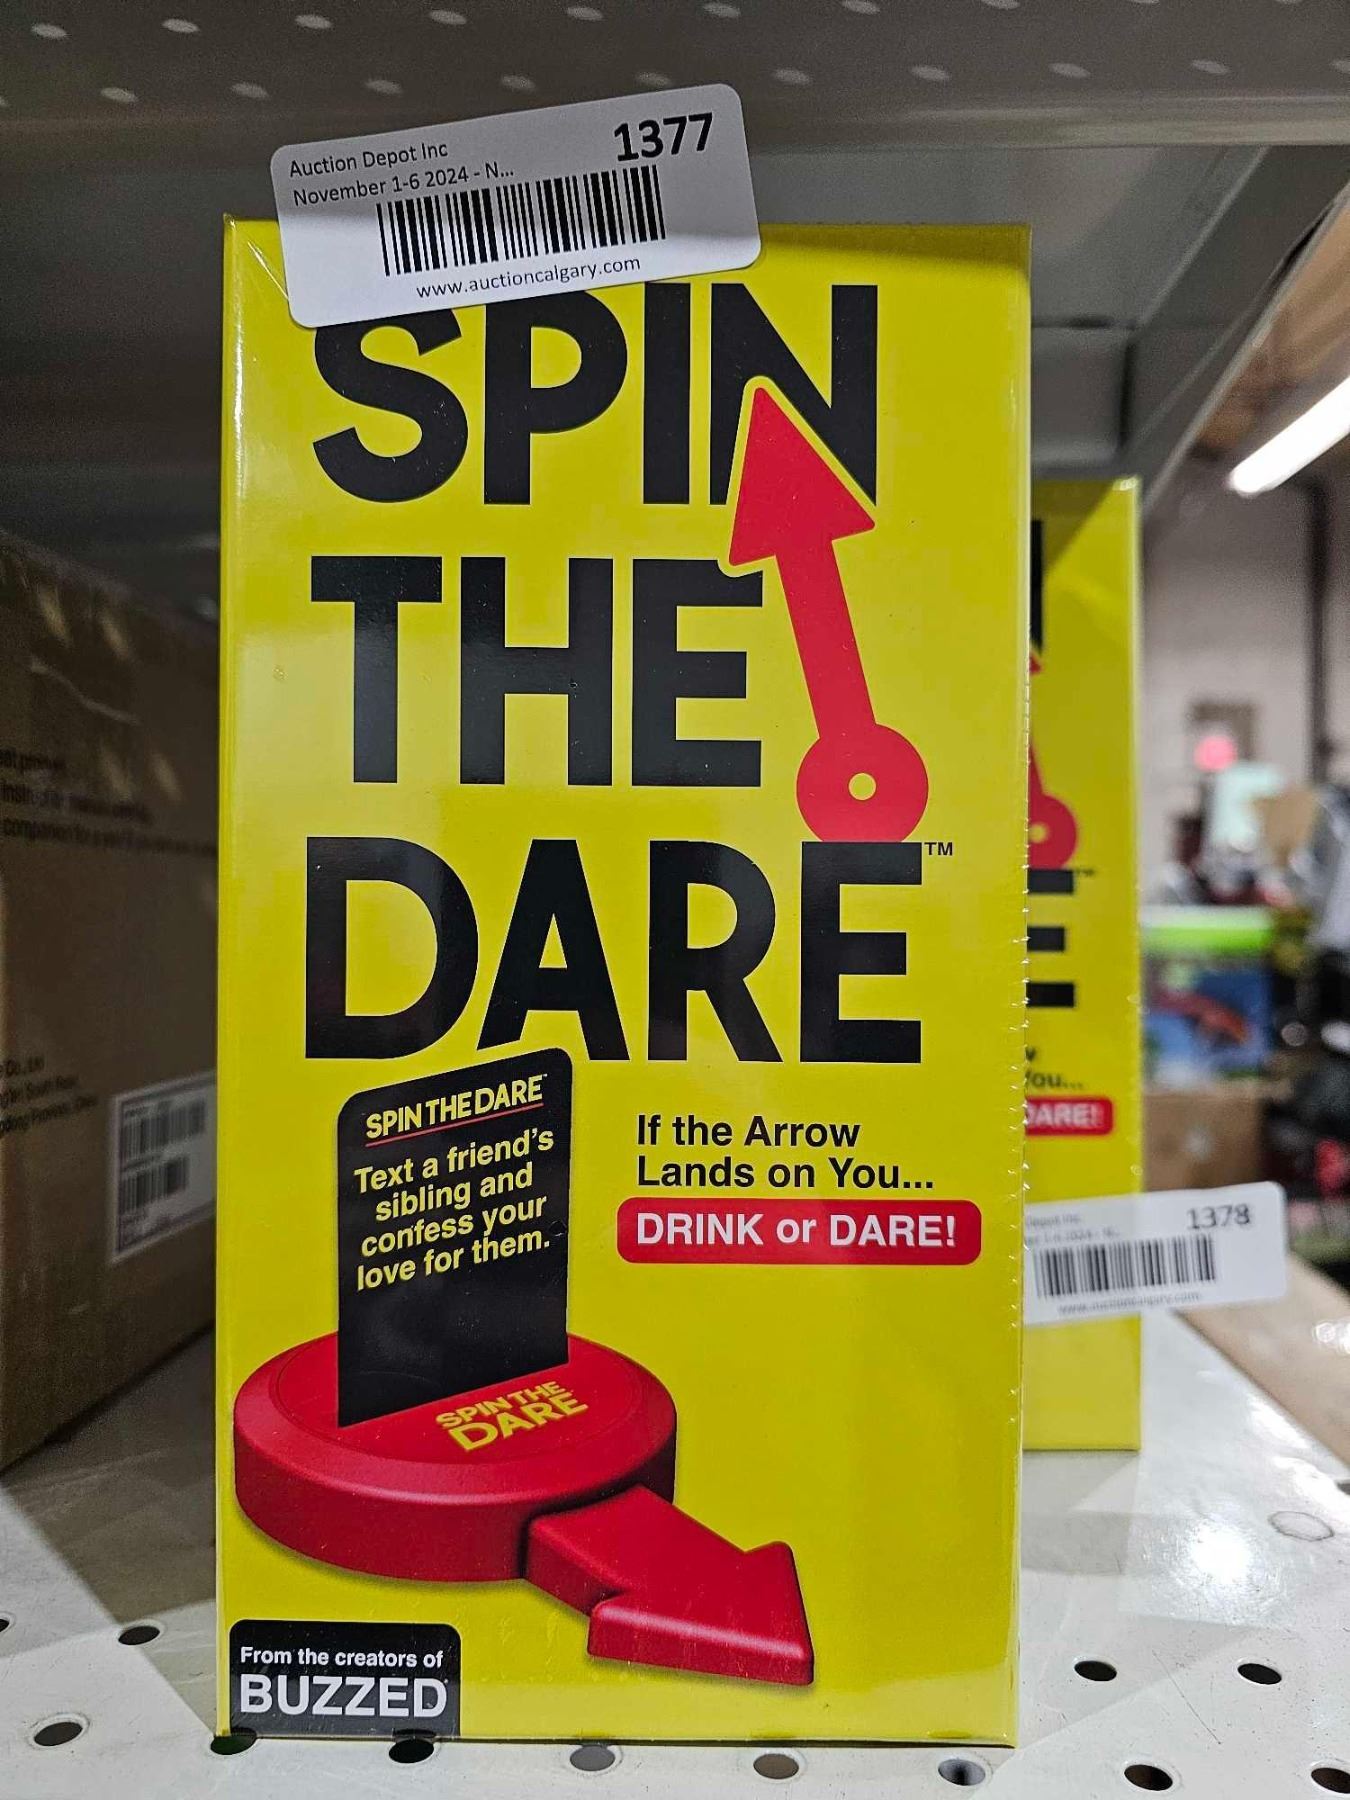 Auction Depot Inc
1377
November 1-6 2024 - N...
www.auctioncalgary.com
SPIN
THE
DARE™
SPIN THE DARE
Text a friend's
sibling and
confess your
love for them.
If the Arrow
Lands on You...
DRINK or DARE!
SPIN THE
DARE
From the creators of
BUZZED
E
You...
DARE!
1378